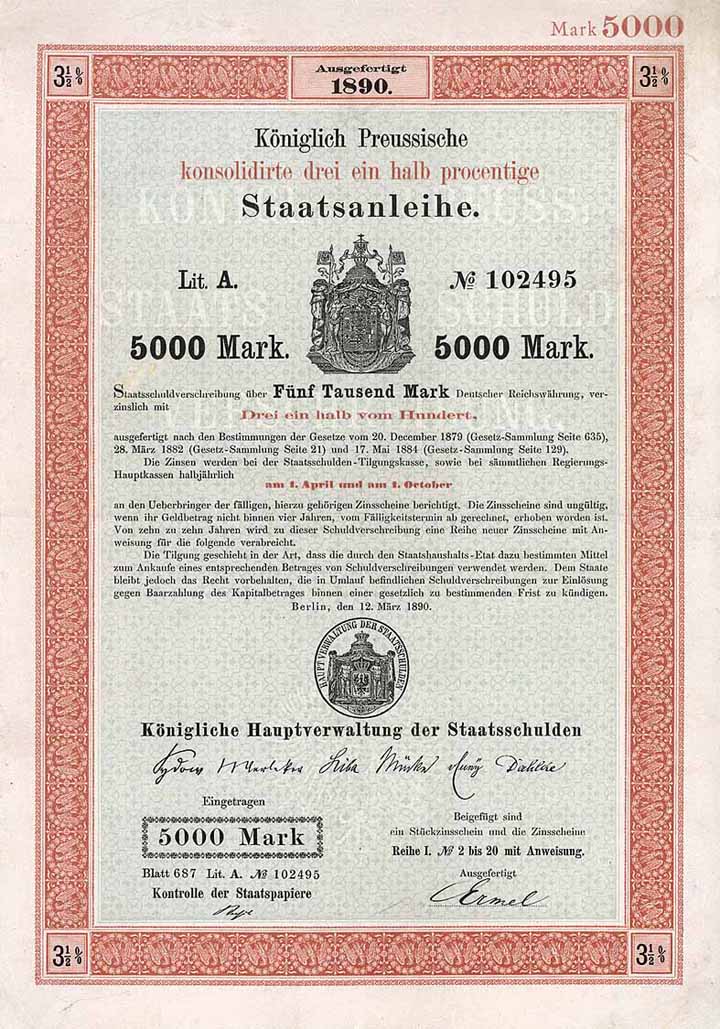 Mark 5000
3½%
Ausgefertigt
1890.
3½%
Königlich Preussische
konsolidirte drei ein halb procentige
Staatsanleihe.
Lit. A.
№ 102495
5000 Mark.
5000 Mark.
Staatsschuldverschreibung über Fünf Tausend Mark Deutscher Reichswährung, ver-
zinslich mit
Drei ein halb vom Hundert,
ausgefertigt nach den Bestimmungen der Gesetze vom 20. December 1879 (Gesetz-Sammlung Seite 635),
28. März 1882 (Gesetz-Sammlung Seite 21) und 17. Mai 1884 (Gesetz-Sammlung Seite 129).
Die Zinsen werden bei der Staatsschulden-Tilgungskasse, sowie bei sämmtlichen Regierungs-
Hauptkassen halbjährlich
am 1. April und am 1. October
an den Ueberbringer der fälligen, hierzu gehörigen Zinsscheine berichtigt. Die Zinsscheine sind ungültig,
wenn ihr Geldbetrag nicht binnen vier Jahren, vom Fälligkeitstermin ab gerechnet, erhoben worden ist.
Von zehn zu zehn Jahren wird zu dieser Schuldverschreibung eine Reihe neuer Zinsscheine mit An-
weisung für die folgende verabreicht.
Die Tilgung geschieht in der Art, dass die durch den Staatshaushalts-Etat dazu bestimmten Mittel
zum Ankaufe eines entsprechenden Betrages von Schuldverschreibungen verwendet werden. Dem Staate
bleibt jedoch das Recht vorbehalten, die in Umlauf befindlichen Schuldverschreibungen zur Einlösung
gegen Baarzahlung des Kapitalbetrages binnen einer gesetzlich zu bestimmenden Frist zu kündigen.
Berlin, den 12. März 1890.
HAUPTVERWALTUNG DER STAATSSCHULDEN
Königliche Hauptverwaltung der Staatsschulden
Sydow Merleker Mücke Dahlke
Eingetragen
5000 Mark
Blatt 687 Lit. A. № 102495
Kontrolle der Staatspapiere
Beigefügt sind
ein Stückzinsschein und die Zinsscheine
Reihe I. № 2 bis 20 mit Anweisung.
Ausgefertigt
Ermel
3½%
3½%